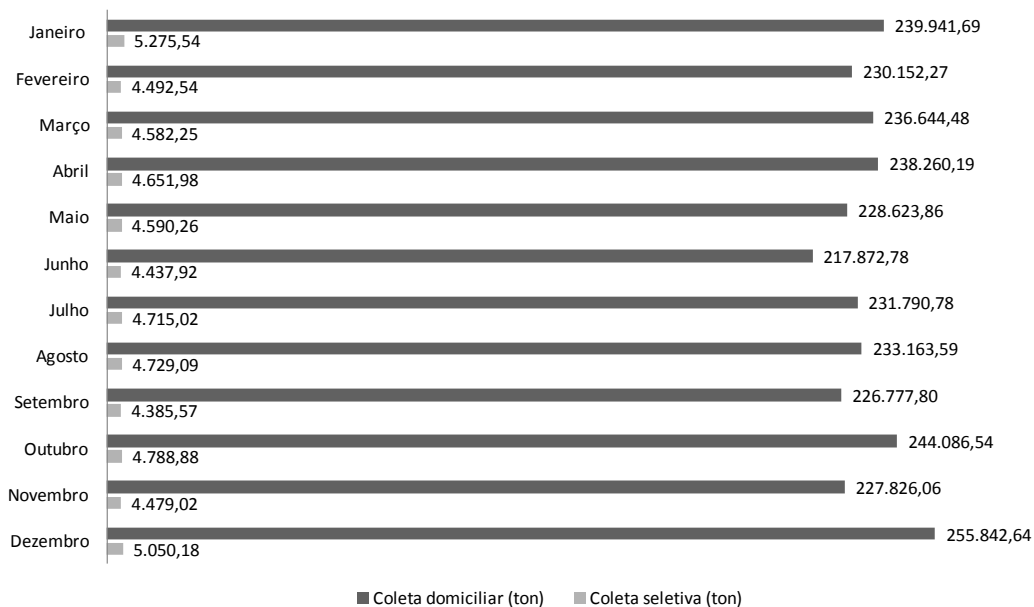 Janeiro
239.941,69
5.275,54
Fevereiro
230.152,27
4.492,54
Março
236.644,48
4.582,25
Abril
238.260,19
4.651,98
Maio
228.623,86
4.590,26
Junho
217.872,78
4.437,92
Julho
231.790,78
4.715,02
Agosto
233.163,59
4.729,09
Setembro
226.777,80
4.385,57
Outubro
244.086,54
4.788,88
Novembro
227.826,06
4.479,02
Dezembro
255.842,64
5.050,18
Coleta domiciliar (ton) Coleta seletiva (ton)